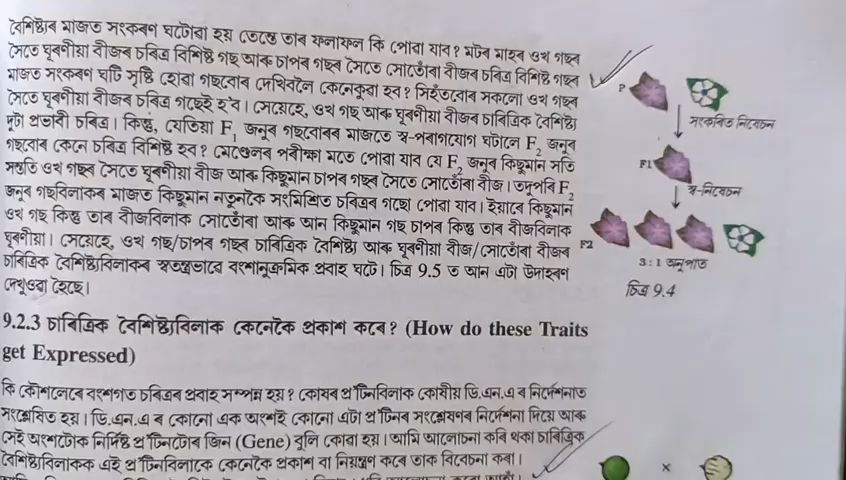 বৈশিষ্ট্যৰ মাজত সংকৰণ ঘটোৱা হয় তেন্তে তাৰ ফলাফল কি পোৱা যাব? মটৰ মাহৰ ওখ গছৰ
সৈতে ঘূৰণীয়া বীজৰ চৰিত্ৰ বিশিষ্ট গছ আৰু চাপৰ গছৰ সৈতে সোতোঁৰা বীজৰ চৰিত্ৰ বিশিষ্ট গছৰ
মাজত সংকৰণ ঘটি সৃষ্টি হোৱা গছবোৰ দেখিবলৈ কেনেকুৱা হব? সিহঁতবোৰ সকলো ওখ গছৰ
সৈতে ঘূৰণীয়া বীজৰ চৰিত্ৰ গছেই হ'ব। সেয়েহে, ওখ গছ আৰু ঘূৰণীয়া বীজৰ চাৰিত্ৰিক বৈশিষ্ট্য
দুটা প্ৰভাৱী চৰিত্ৰ। কিন্তু, যেতিয়া F1 জনুৰ গছবোৰৰ মাজতে স্ব-পৰাগযোগ ঘটালে F2 জনুৰ
গছবোৰ কেনে চৰিত্ৰ বিশিষ্ট হব? মেণ্ডেলৰ পৰীক্ষা মতে পোৱা যাব যে F2 জনুৰ কিছুমান সতি
সন্ততি ওখ গছৰ সৈতে ঘূৰণীয়া বীজ আৰু কিছুমান চাপৰ গছৰ সৈতে সোতোঁৰা বীজ। তদুপৰি F2
জনুৰ গছবিলাকৰ মাজত কিছুমান নতুনকৈ সংমিশ্ৰিত চৰিত্ৰৰ গছো পোৱা যাব। ইয়াৰে কিছুমান
ওখ গছ কিন্তু তাৰ বীজবিলাক সোতোঁৰা আৰু আন কিছুমান গছ চাপৰ কিন্তু তাৰ বীজবিলাক
ঘূৰণীয়া। সেয়েহে, ওখ গছ/চাপৰ গছৰ চাৰিত্ৰিক বৈশিষ্ট্য আৰু ঘূৰণীয়া বীজ/সোতোঁৰা বীজৰ
চাৰিত্ৰিক বৈশিষ্ট্যবিলাকৰ স্বতন্ত্ৰভাৱে বংশানুক্ৰমিক প্ৰবাহ ঘটে। চিত্ৰ 9.5 ত আন এটা উদাহৰণ
দেখুওৱা হৈছে।
P
সংকৰিত নিষেচন
F1
স্ব-নিষেচন
F2
3 : 1 অনুপাত
চিত্ৰ 9.4
9.2.3 চাৰিত্ৰিক বৈশিষ্ট্যবিলাক কেনেকৈ প্ৰকাশ কৰে? (How do these Traits
get Expressed)
কি কৌশলেৰে বংশগত চৰিত্ৰৰ প্ৰবাহ সম্পন্ন হয়? কোষৰ প্ৰ'টিনবিলাক কোষীয় ডি.এন.এ ৰ নিৰ্দেশনাত
সংশ্লেষিত হয়। ডি.এন.এ ৰ কোনো এক অংশই কোনো এটা প্ৰ'টিনৰ সংশ্লেষণৰ নিৰ্দেশনা দিয়ে আৰু
সেই অংশটোক নিৰ্দিষ্ট প্ৰ'টিনটোৰ জিন (Gene) বুলি কোৱা হয়। আমি আলোচনা কৰি থকা চাৰিত্ৰিক
বৈশিষ্ট্যবিলাকক এই প্ৰ'টিনবিলাকে কেনেকৈ প্ৰকাশ বা নিয়ন্ত্ৰণ কৰে তাক বিবেচনা কৰা।
×